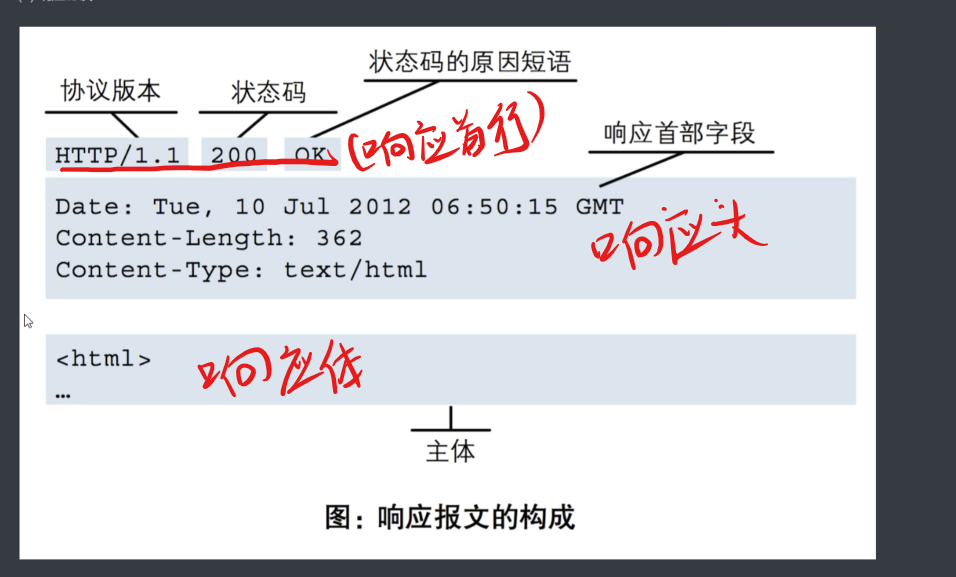 状态码的原因短语
协议版本 状态码
响应首部字段
HTTP/1.1 200 OK (响应首行)
Date: Tue, 10 Jul 2012 06:50:15 GMT
Content-Length: 362
Content-Type: text/html
响应头
<html>
…
响应体
主体
图：响应报文的构成